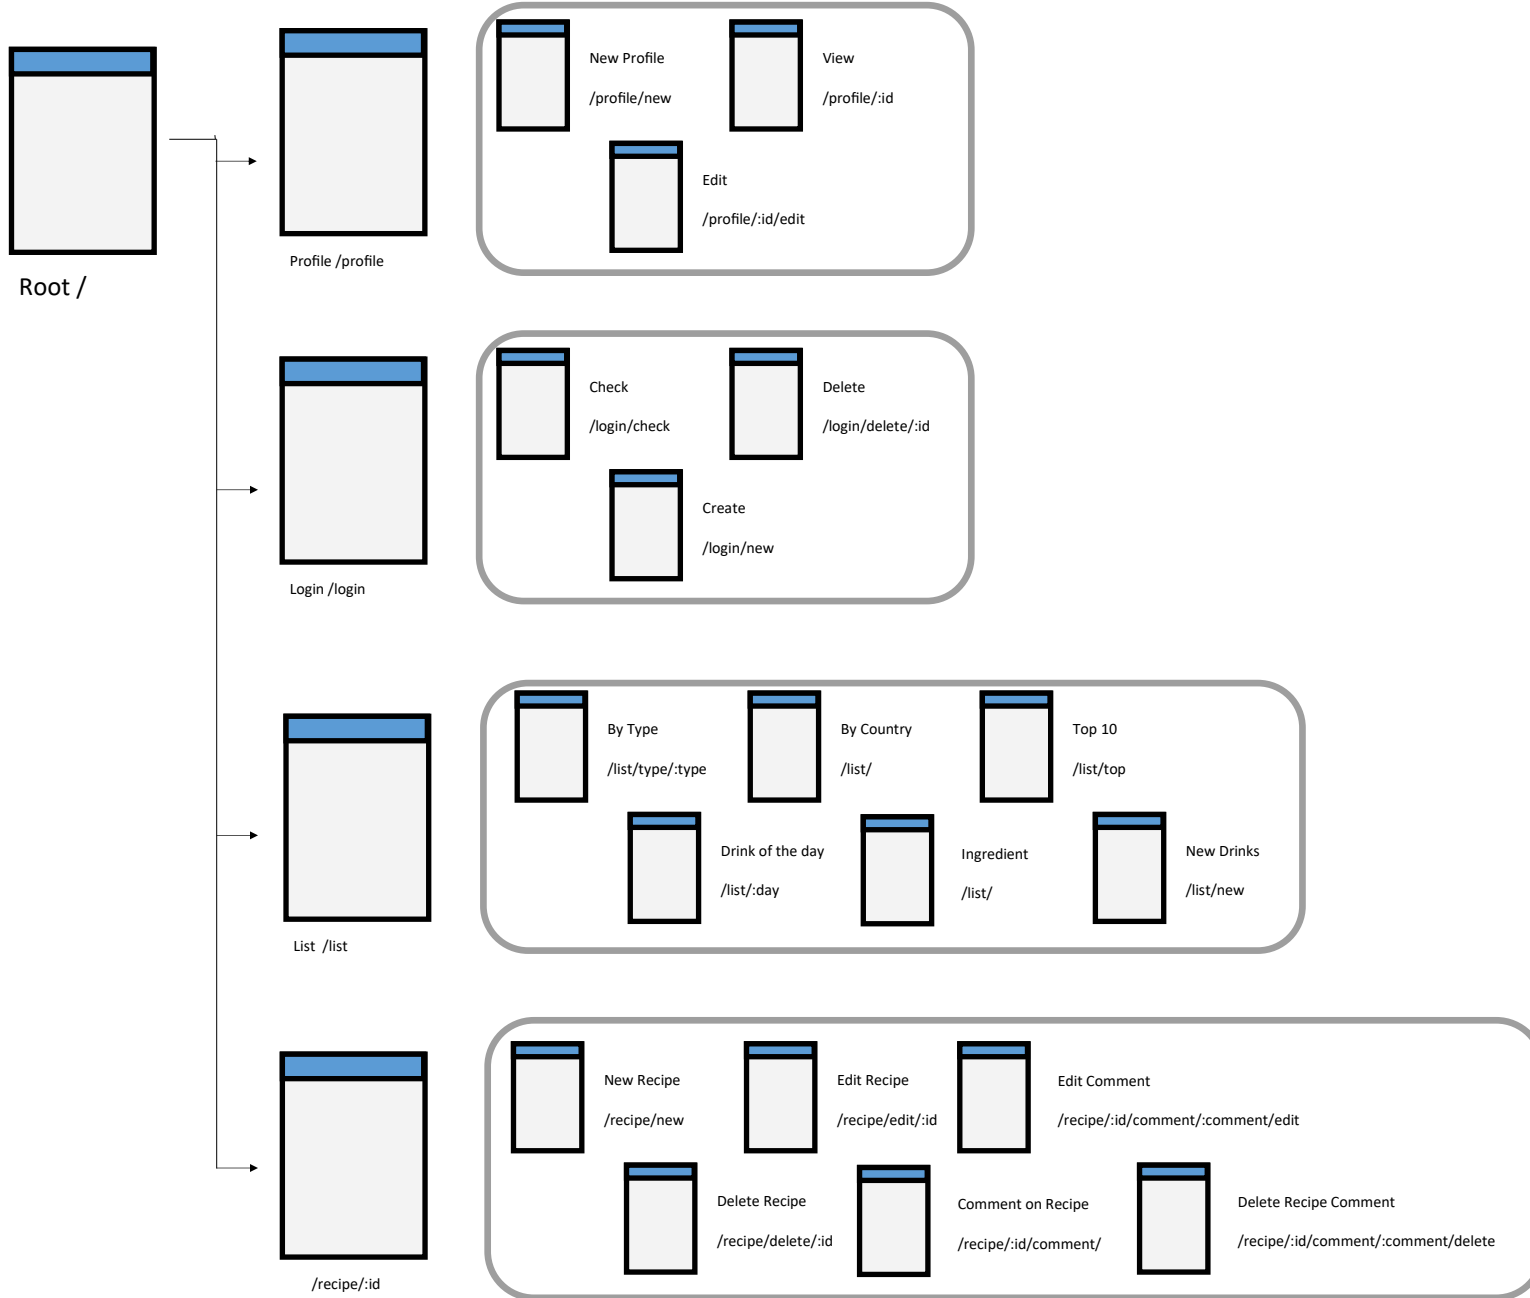 Root /
Profile /profile
New Profile
/profile/new
View
/profile/:id
Edit
/profile/:id/edit
Login /login
Check
/login/check
Delete
/login/delete/:id
Create
/login/new
List  /list
By Type
/list/type/:type
By Country
/list/
Top 10
/list/top
Drink of the day
/list/:day
Ingredient
/list/
New Drinks
/list/new
/recipe/:id
New Recipe
/recipe/new
Edit Recipe
/recipe/edit/:id
Edit Comment
/recipe/:id/comment/:comment/edit
Delete Recipe
/recipe/delete/:id
Comment on Recipe
/recipe/:id/comment/
Delete Recipe Comment
/recipe/:id/comment/:comment/delete